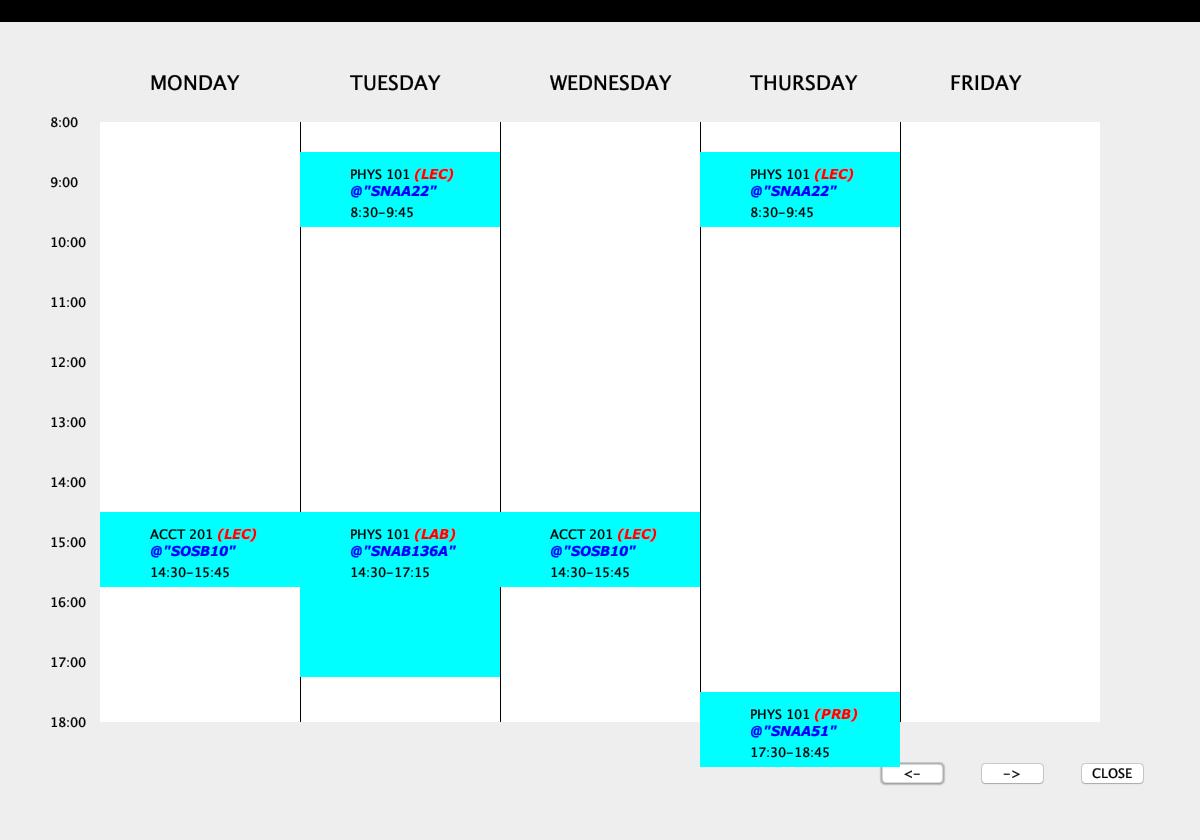 MONDAY TUESDAY WEDNESDAY THURSDAY FRIDAY
8:00
PHYS 101 (LEC) PHYS 101 (LEC)
9:00
@"SNAA22" @"SNAA22"
8:30-9:45 8:30-9:45
10:00
11:00
12:00
13:00
14:00
ACCT 201 (LEC) PHYS 101 (LAB) ACCT 201 (LEC)
15:00
@"SOSB10" @"SNAB136A" @"SOSB10"
14:30-15:45 14:30-17:15 14:30-15:45
16:00
17:00
PHYS 101 (PRB)
18:00
@"SNAA51"
17:30-18:45
<- -> CLOSE